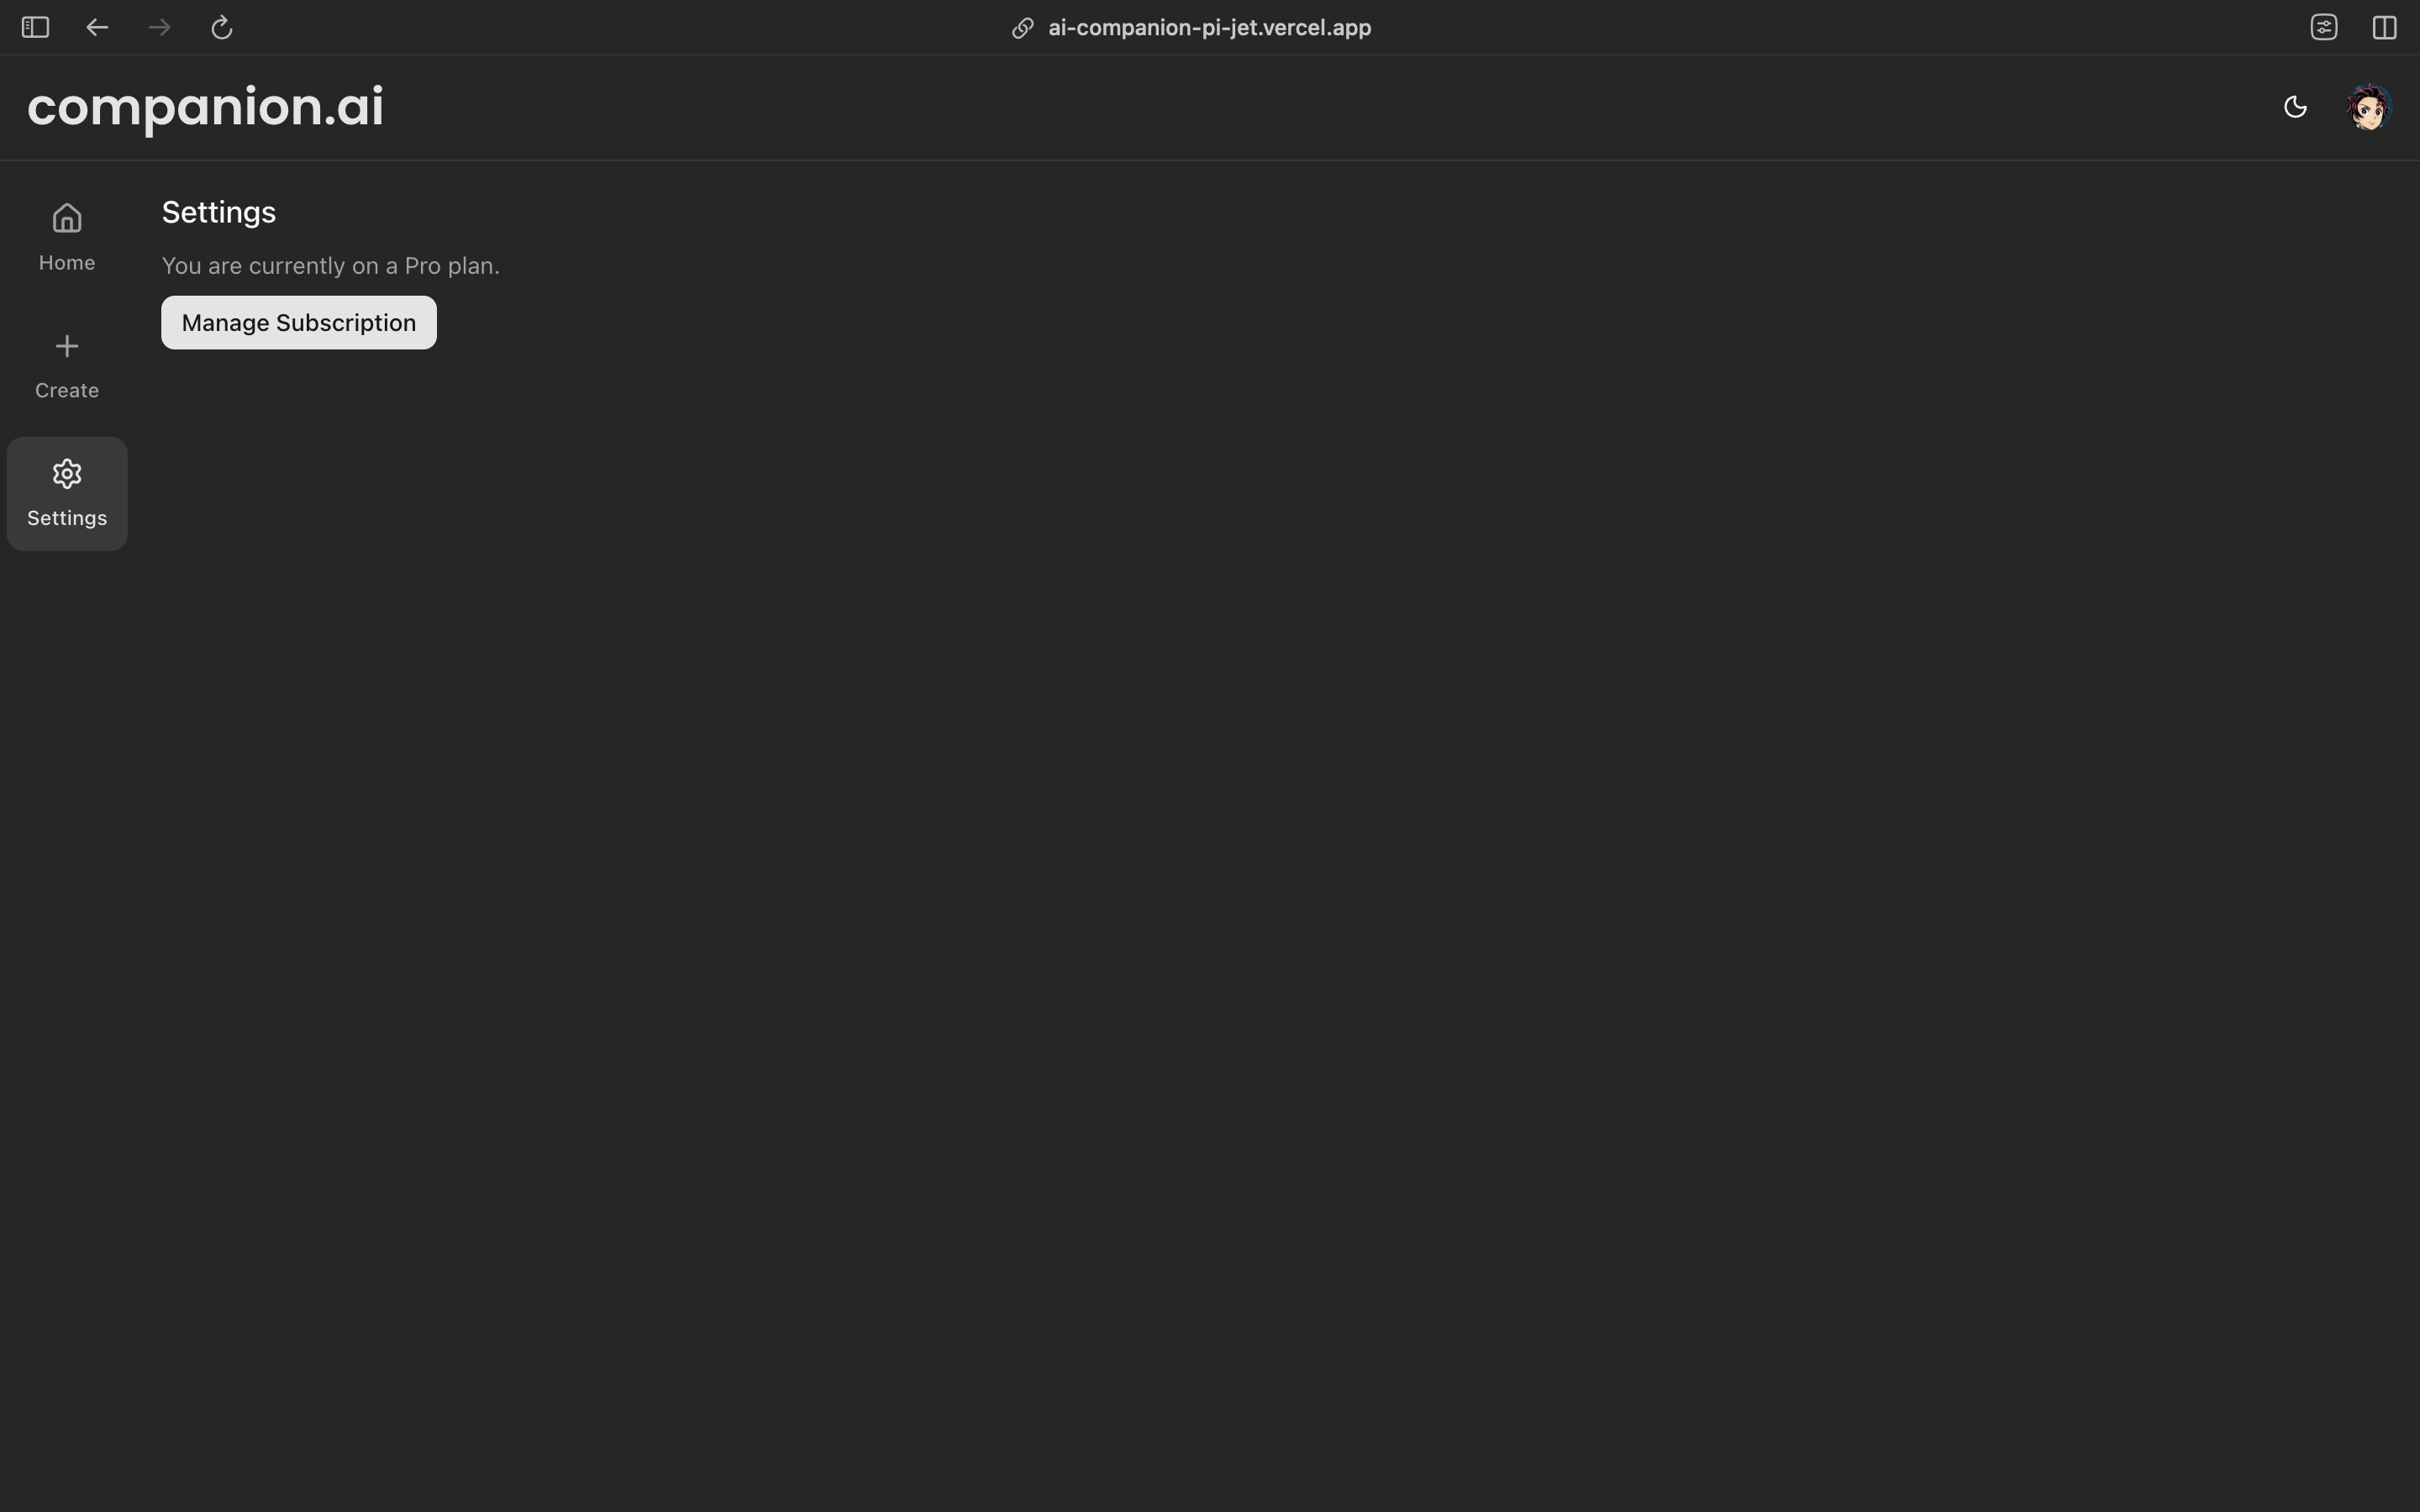 ai-companion-pi-jet.vercel.app
companion.ai
Home
Create
Settings
Settings
You are currently on a Pro plan.
Manage Subscription